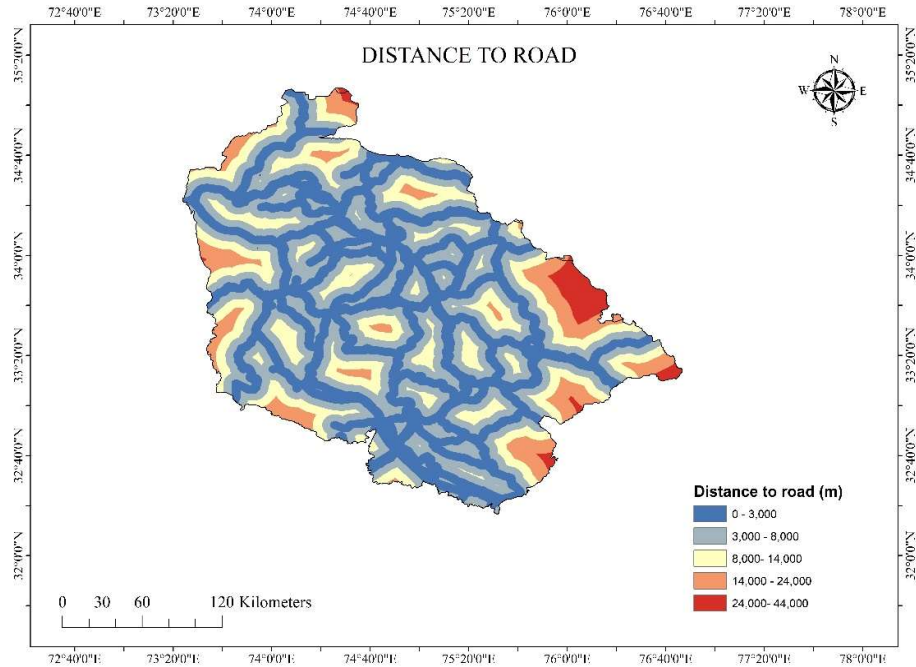 72°40'0"E 73°20'0"E 74°0'0"E 74°40'0"E 75°20'0"E 76°0'0"E 76°40'0"E 77°20'0"E 78°0'0"E
DISTANCE TO ROAD
N
W E
S
35°20'0"N 35°20'0"N
34°40'0"N 34°40'0"N
34°0'0"N 34°0'0"N
33°20'0"N 33°20'0"N
32°40'0"N 32°40'0"N
32°0'0"N 32°0'0"N
Distance to road (m)
0 - 3,000
3,000 - 8,000
8,000- 14,000
14,000 - 24,000
24,000- 44,000
0 30 60 120 Kilometers
72°40'0"E 73°20'0"E 74°0'0"E 74°40'0"E 75°20'0"E 76°0'0"E 76°40'0"E 77°20'0"E 78°0'0"E